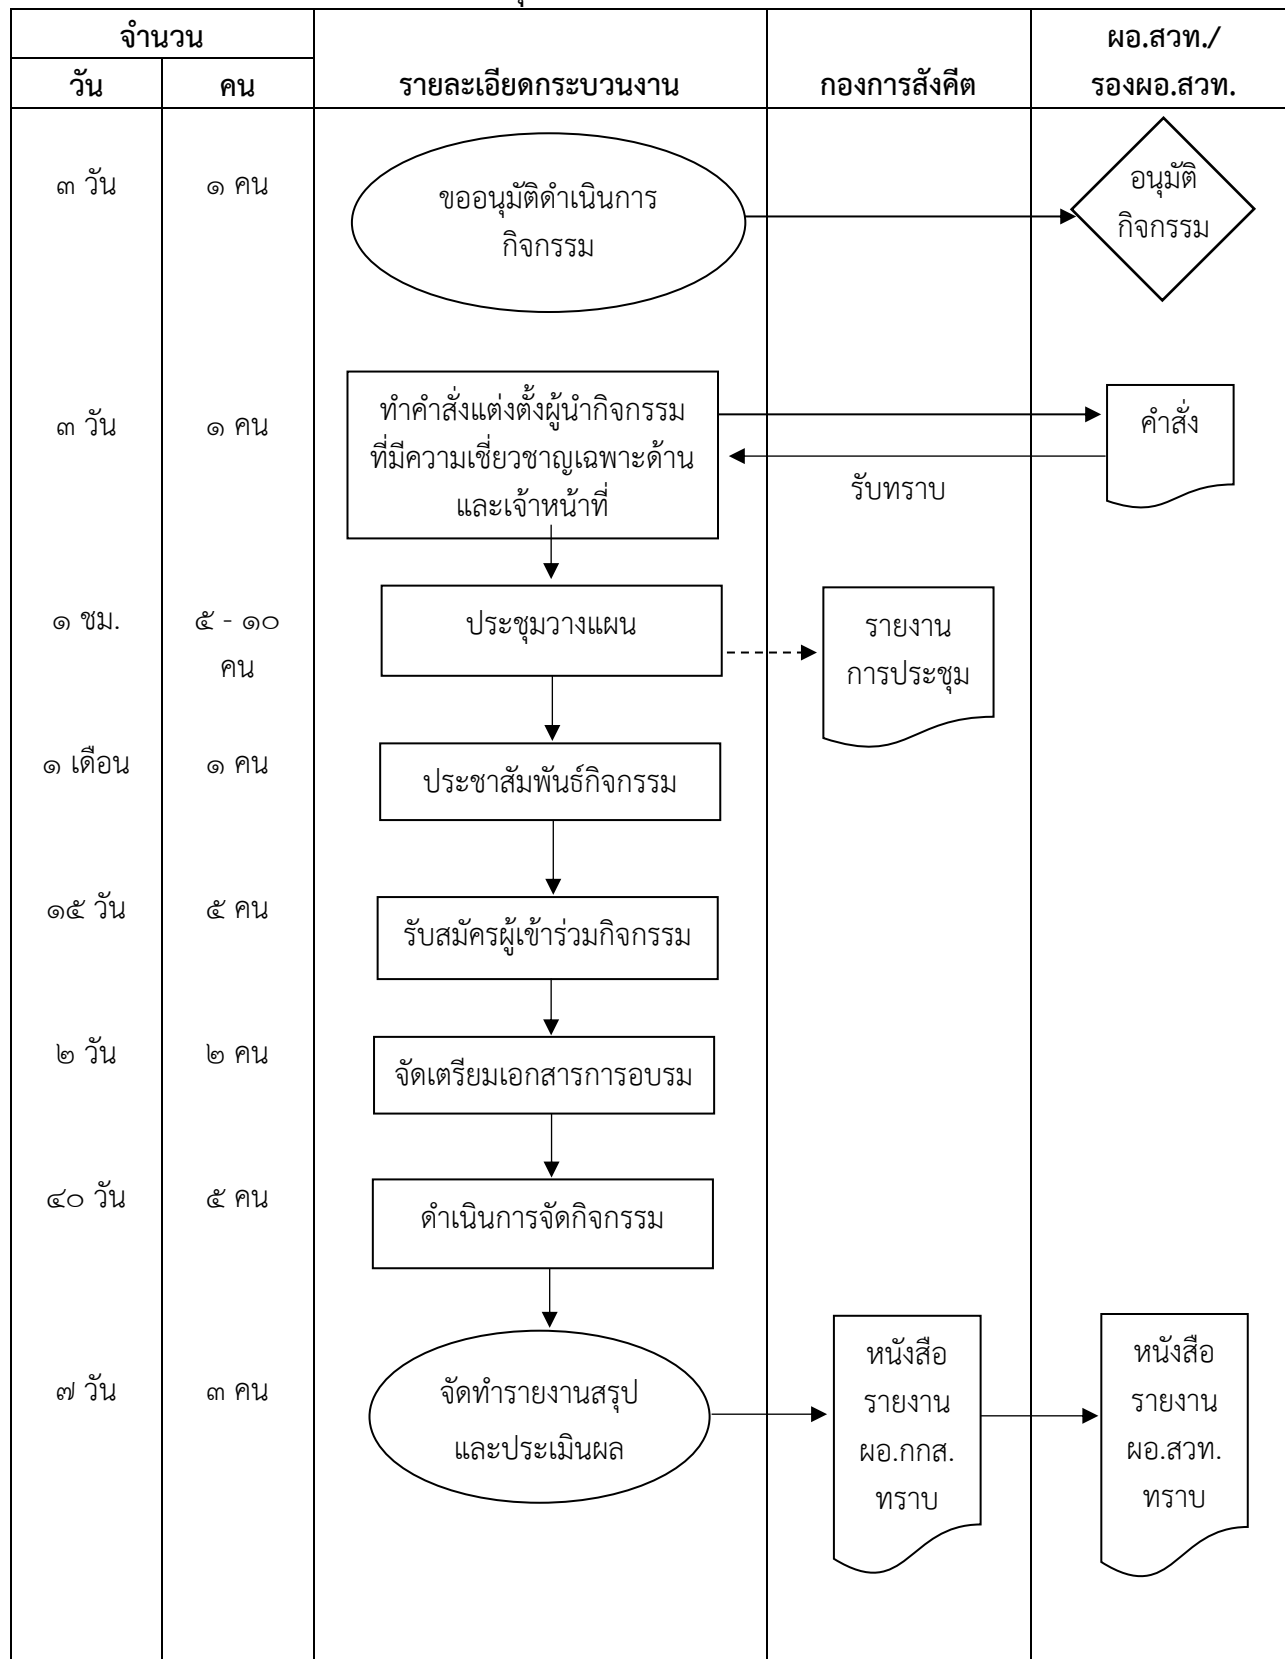 จำนวน
ผอ.สวท./
วัน
คน
รายละเอียดกระบวนงาน
กองการสังคีต
รองผอ.สวท.
๓ วัน
๑ คน
ขออนุมัติดำเนินการ
กิจกรรม
อนุมัติ
กิจกรรม
๓ วัน
๑ คน
ทำคำสั่งแต่งตั้งผู้นำกิจกรรม
ที่มีความเชี่ยวชาญเฉพาะด้าน
และเจ้าหน้าที่
รับทราบ
คำสั่ง
๑ ชม.
๕ - ๑๐
คน
ประชุมวางแผน
รายงาน
การประชุม
๑ เดือน
๑ คน
ประชาสัมพันธ์กิจกรรม
๑๕ วัน
๕ คน
รับสมัครผู้เข้าร่วมกิจกรรม
๒ วัน
๒ คน
จัดเตรียมเอกสารการอบรม
๔๐ วัน
๕ คน
ดำเนินการจัดกิจกรรม
๗ วัน
๓ คน
จัดทำรายงานสรุป
และประเมินผล
หนังสือ
รายงาน
ผอ.กกส.
ทราบ
หนังสือ
รายงาน
ผอ.สวท.
ทราบ